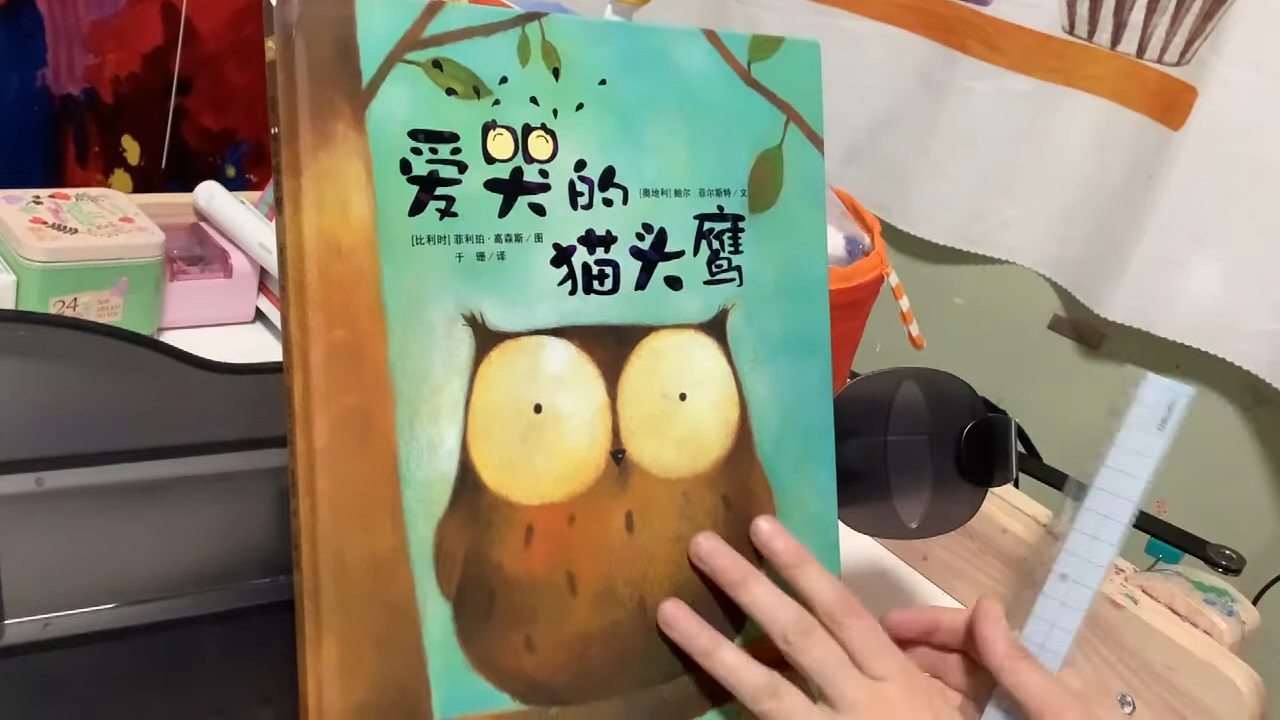 爱哭的
[奥地利] 鲍尔 菲尔斯特／文
[比利时] 菲利珀·高森斯／图
猫头鹰
于 珊／译
24